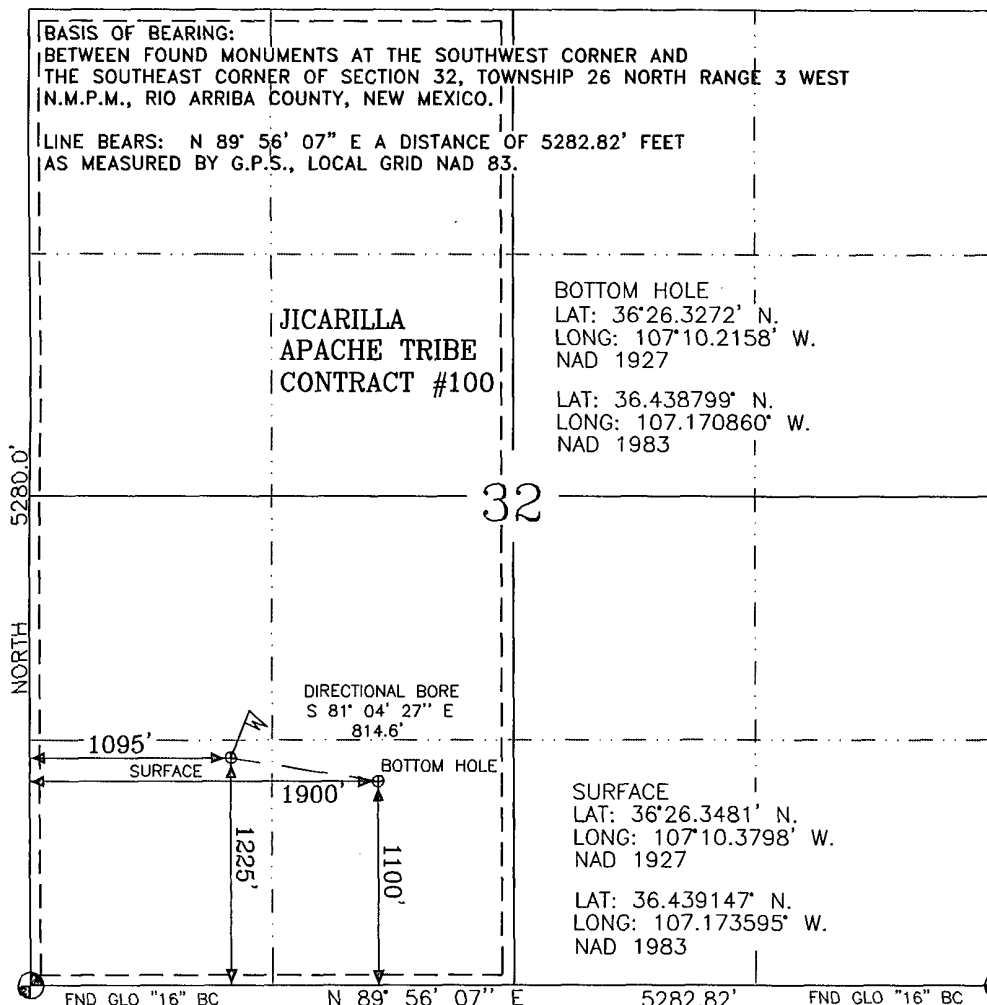 BASIS OF BEARING:
BETWEEN FOUND MONUMENTS AT THE SOUTHWEST CORNER AND
THE SOUTHEAST CORNER OF SECTION 32, TOWNSHIP 26 NORTH RANGE 3 WEST
N.M.P.M., RIO ARRIBA COUNTY, NEW MEXICO.
LINE BEARS: N 89° 56' 07" E A DISTANCE OF 5282.82' FEET
AS MEASURED BY G.P.S., LOCAL GRID NAD 83.
JICARILLA
APACHE TRIBE
CONTRACT #100
BOTTOM HOLE
LAT: 36°26.3272' N.
LONG: 107°10.2158' W.
NAD 1927
LAT: 36.438799° N.
LONG: 107.170860° W.
NAD 1983
32
NORTH 5280.0'
DIRECTIONAL BORE
S 81° 04' 27" E
814.6'
1095'
SURFACE
BOTTOM HOLE
1900'
1225'
1100'
SURFACE
LAT: 36°26.3481' N.
LONG: 107°10.3798' W.
NAD 1927
LAT: 36.439147° N.
LONG: 107.173595° W.
NAD 1983
FND GLO "16" BC N 89° 56' 07" E 5282.82' FND GLO "16" BC